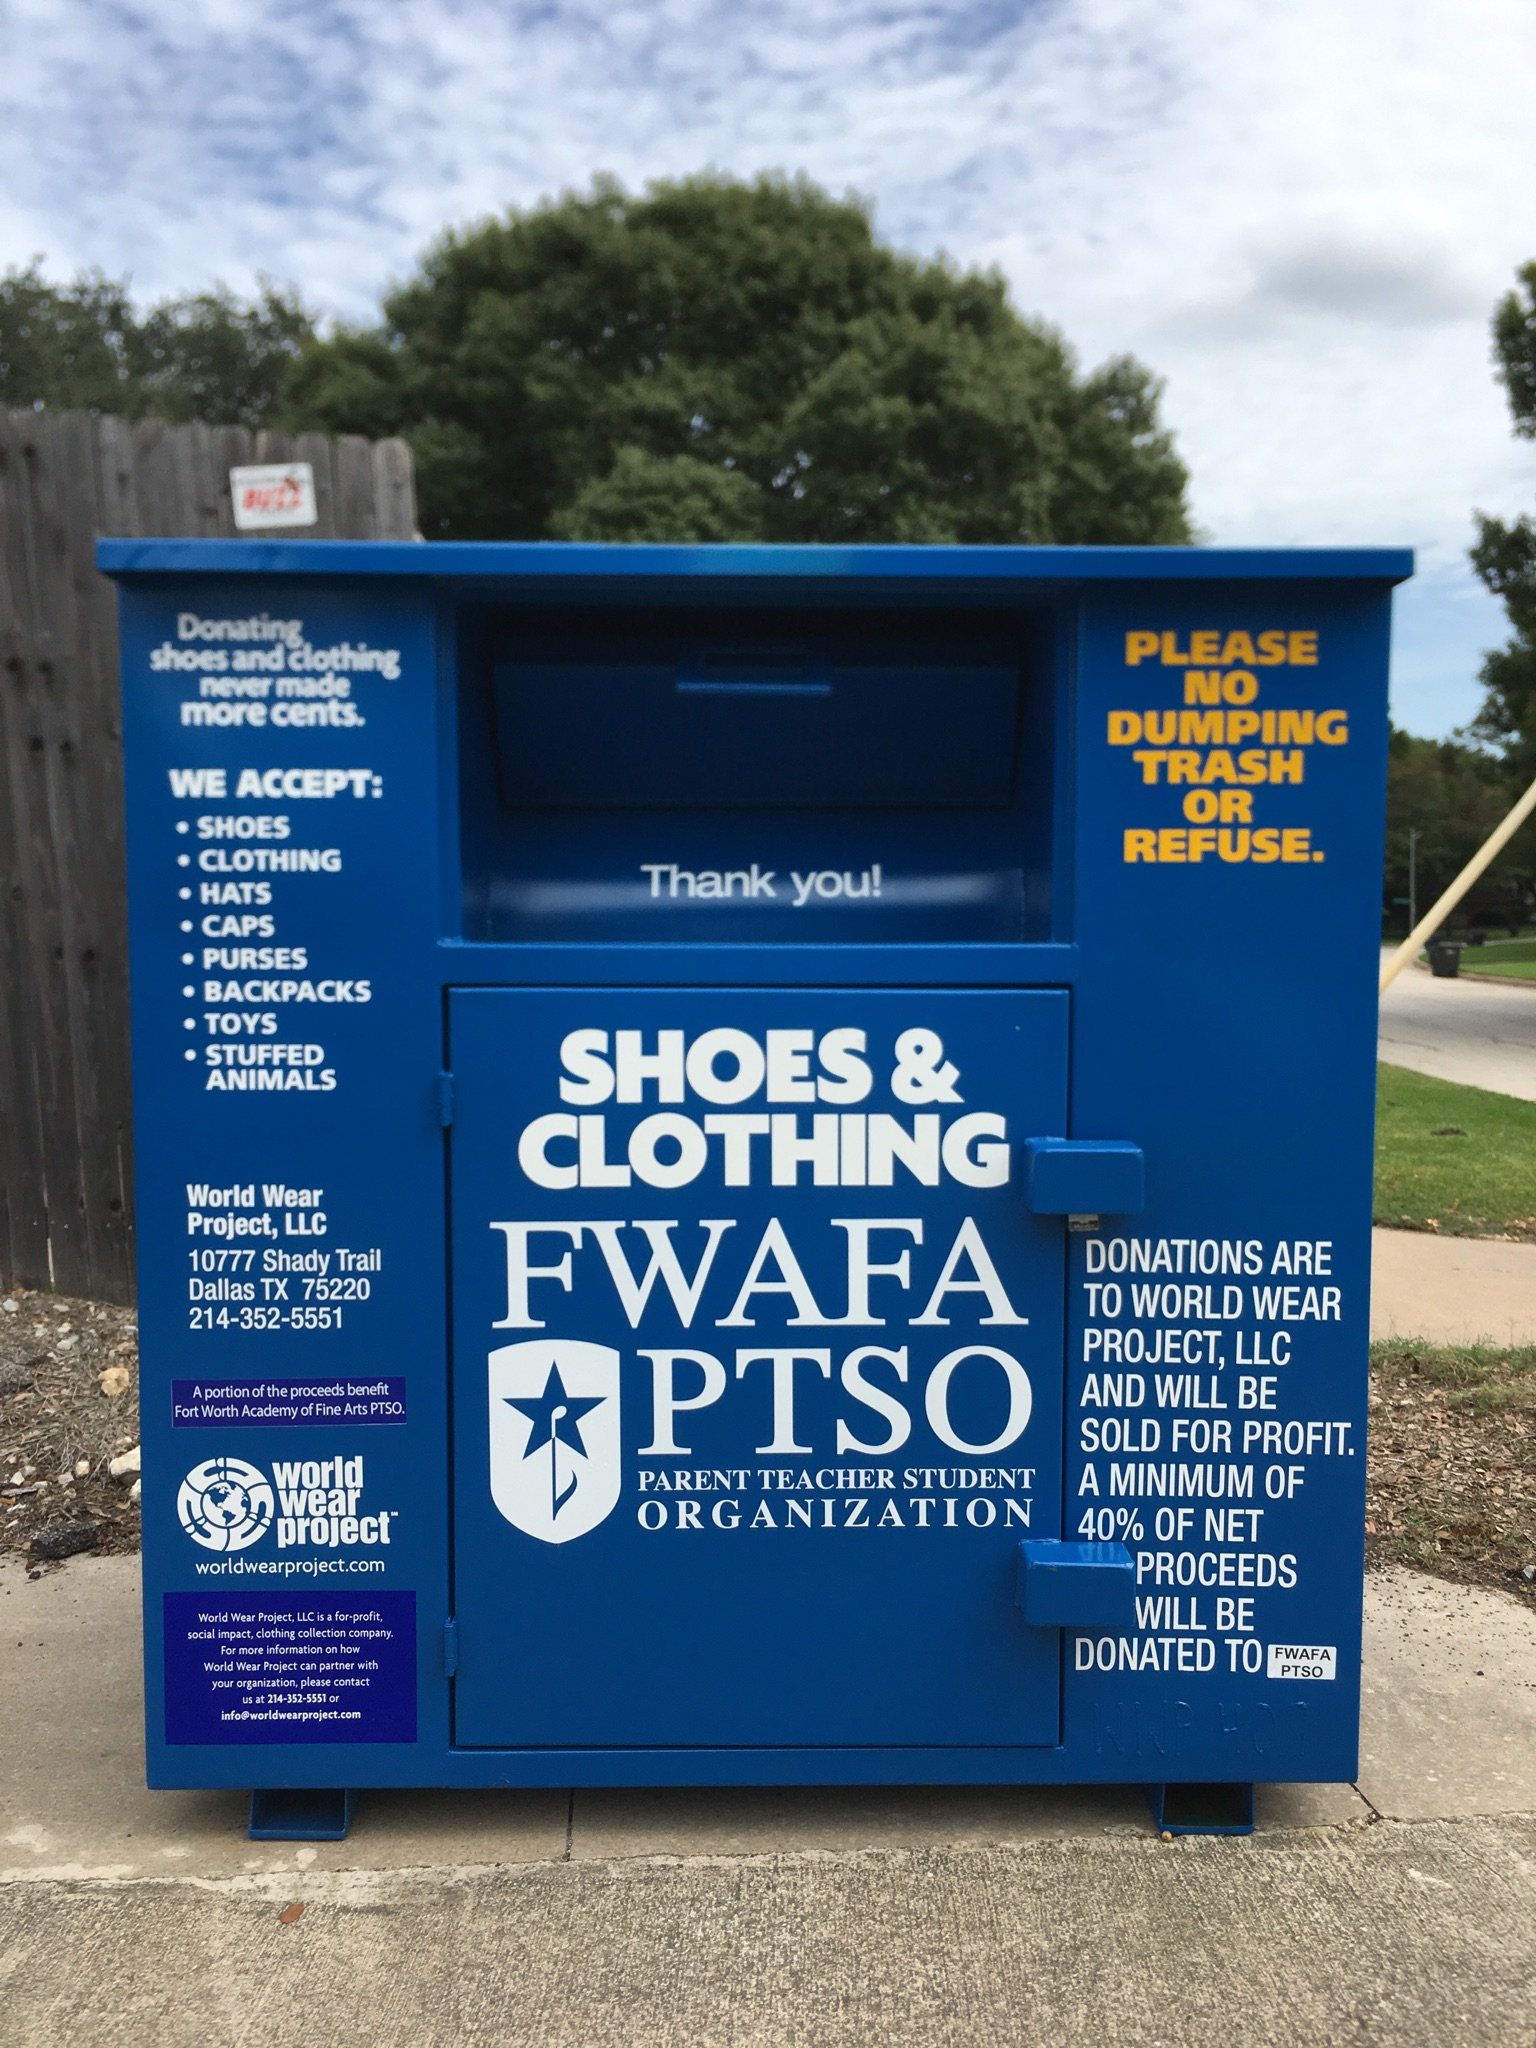 Donating
shoes and clothing
never made
more cents.
WE ACCEPT:
• SHOES
• CLOTHING
• HATS
• CAPS
• PURSES
• BACKPACKS
• TOYS
• STUFFED
ANIMALS
World Wear
Project, LLC
10777 Shady Trail
Dallas TX 75220
214-352-5551
A portion of the proceeds benefit
Fort Worth Academy of Fine Arts PTSO.
world
wear
project™
worldwearproject.com
World Wear Project, LLC is a for-profit,
social impact, clothing collection company.
For more information on how
World Wear Project can partner with
your organization, please contact
us at 214-352-5551 or
info@worldwearproject.com
Thank you!
SHOES &
CLOTHING
FWAFA
PTSO
PARENT TEACHER STUDENT
ORGANIZATION
PLEASE
NO
DUMPING
TRASH
OR
REFUSE.
DONATIONS ARE
TO WORLD WEAR
PROJECT, LLC
AND WILL BE
SOLD FOR PROFIT.
A MINIMUM OF
40% OF NET
PROCEEDS
WILL BE
DONATED TO FWAFA
PTSO